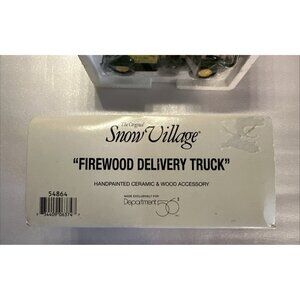 The Original
Snow Village
"FIREWOOD DELIVERY TRUCK"
HANDPAINTED CERAMIC & WOOD ACCESSORY
54864
MADE EXCLUSIVELY FOR
Department 56